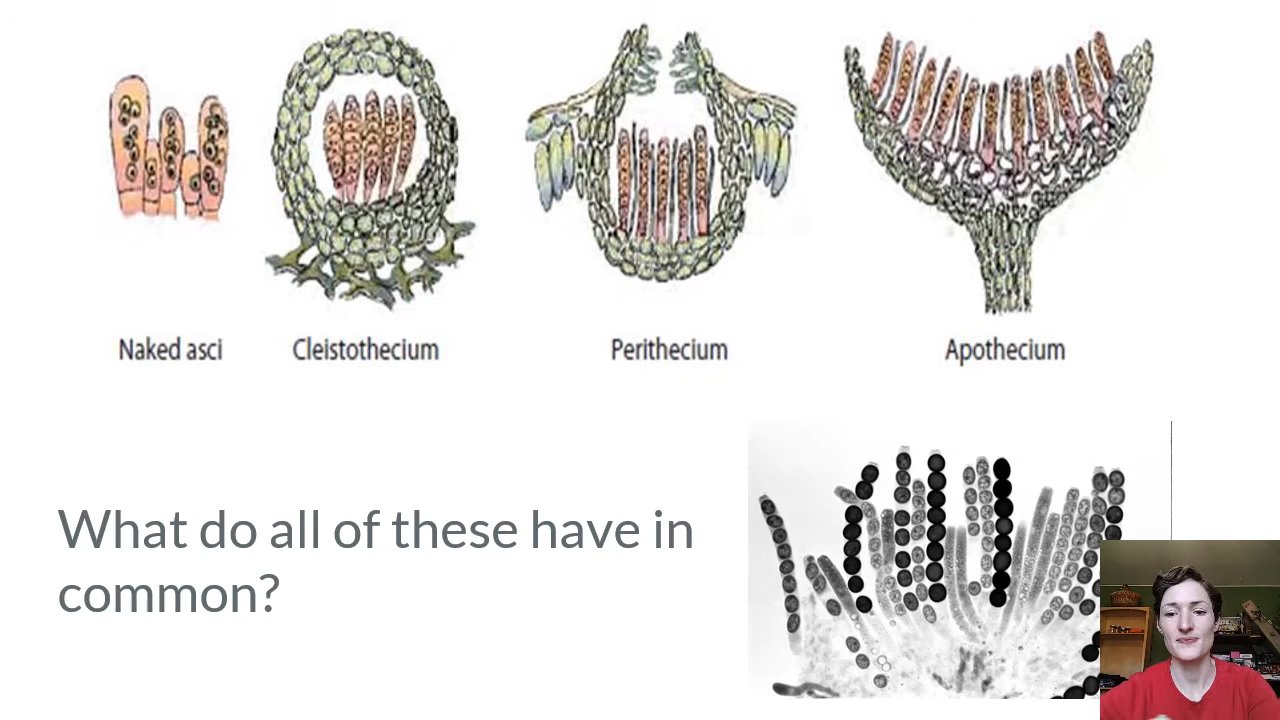 Naked asci
Cleistothecium
Perithecium
Apothecium
What do all of these have in
common?